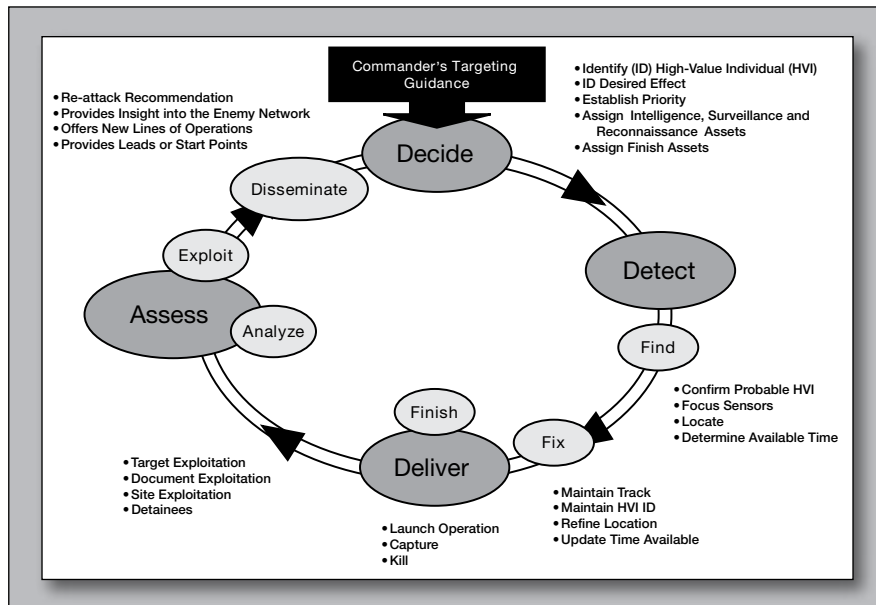 Commander's Targeting
Guidance
• Identify (ID) High-Value Individual (HVI)
• ID Desired Effect
• Establish Priority
• Assign Intelligence, Surveillance and
Reconnaissance Assets
• Assign Finish Assets
• Re-attack Recommendation
• Provides Insight into the Enemy Network
• Offers New Lines of Operations
• Provides Leads or Start Points
Decide
Disseminate
Exploit
Detect
Assess
Analyze
Find
• Confirm Probable HVI
• Focus Sensors
• Locate
• Determine Available Time
Finish
Fix
Deliver
• Target Exploitation
• Document Exploitation
• Site Exploitation
• Detainees
• Maintain Track
• Maintain HVI ID
• Refine Location
• Update Time Available
• Launch Operation
• Capture
• Kill